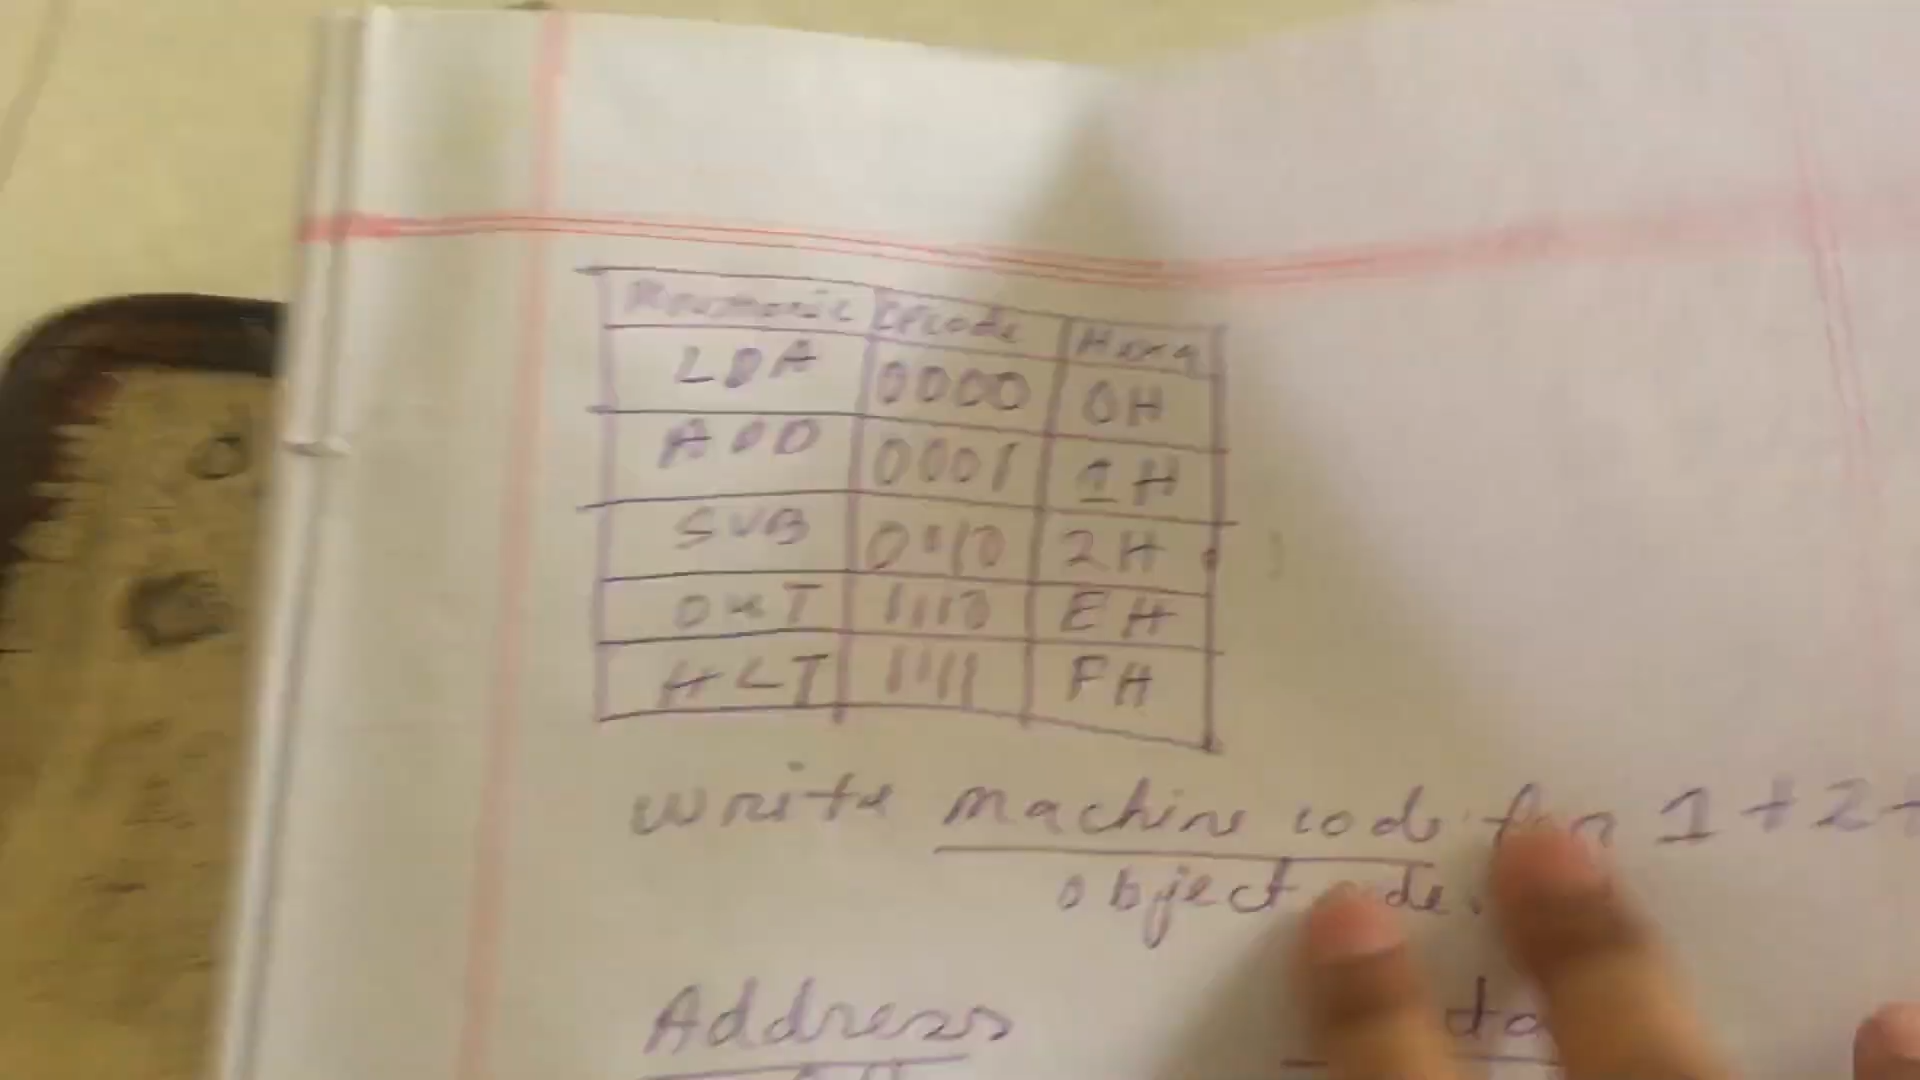 Mnemonic Opcode Hexa
LDA 0000 0H
ADD 0001 1H
SUB 0010 2H
OUT 1110 EH
HLT 1111 FH
Write machine code for 1+2+
object code.
Address